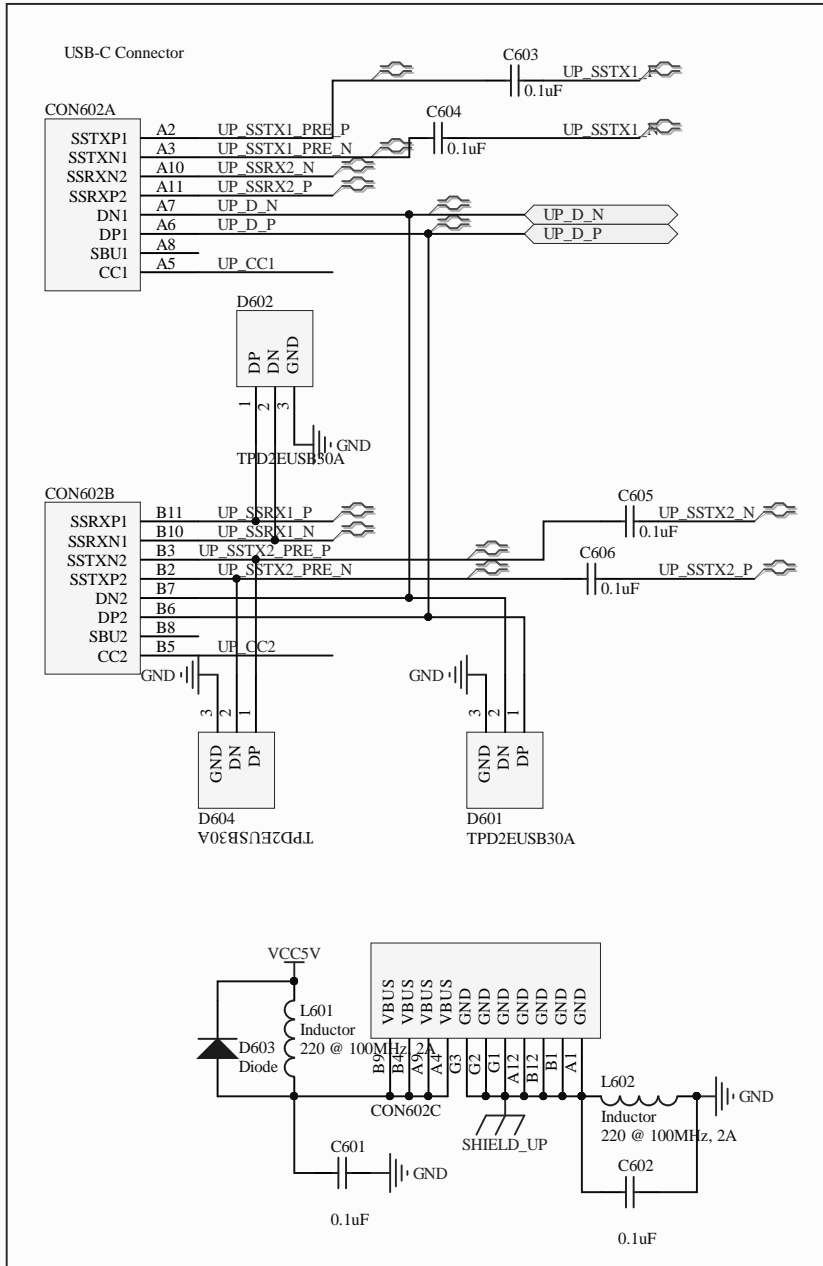 USB-C Connector
C603
UP_SSTX1_P
0.1uF
CON602A
C604
UP_SSTX1_N
0.1uF
SSTXP1 A2 UP_SSTX1_PRE_P
SSTXN1 A3 UP_SSTX1_PRE_N
SSRXN2 A10 UP_SSRX2_N
SSRXP2 A11 UP_SSRX2_P
DN1 A7 UP_D_N UP_D_N
DP1 A6 UP_D_P UP_D_P
SBU1 A8
CC1 A5 UP_CC1
D602
DP DN GND
1 2 3
GND
TPD2EUSB30A
CON602B
C605
SSRXP1 B11 UP_SSRX1_P UP_SSTX2_N
0.1uF
SSRXN1 B10 UP_SSRX1_N
SSTXN2 B3 UP_SSTX2_PRE_P
C606
SSTXP2 B2 UP_SSTX2_PRE_N UP_SSTX2_P
0.1uF
DN2 B7
DP2 B6
SBU2 B8
CC2 B5 UP_CC2
GND GND
3 2 1 3 2 1
GND DN DP GND DN DP
D604 D601
TPD2EUSB30A TPD2EUSB30A
VCC5V
VBUS VBUS VBUS VBUS GND GND GND GND GND GND GND
L601
Inductor
220 @ 100MHz, 2A
D603
Diode
B9 B4 A9 A4 G3 G2 G1 A12 B12 B1 A1
CON602C
L602
GND
Inductor
220 @ 100MHz, 2A
SHIELD_UP
C601
GND
0.1uF
C602
0.1uF